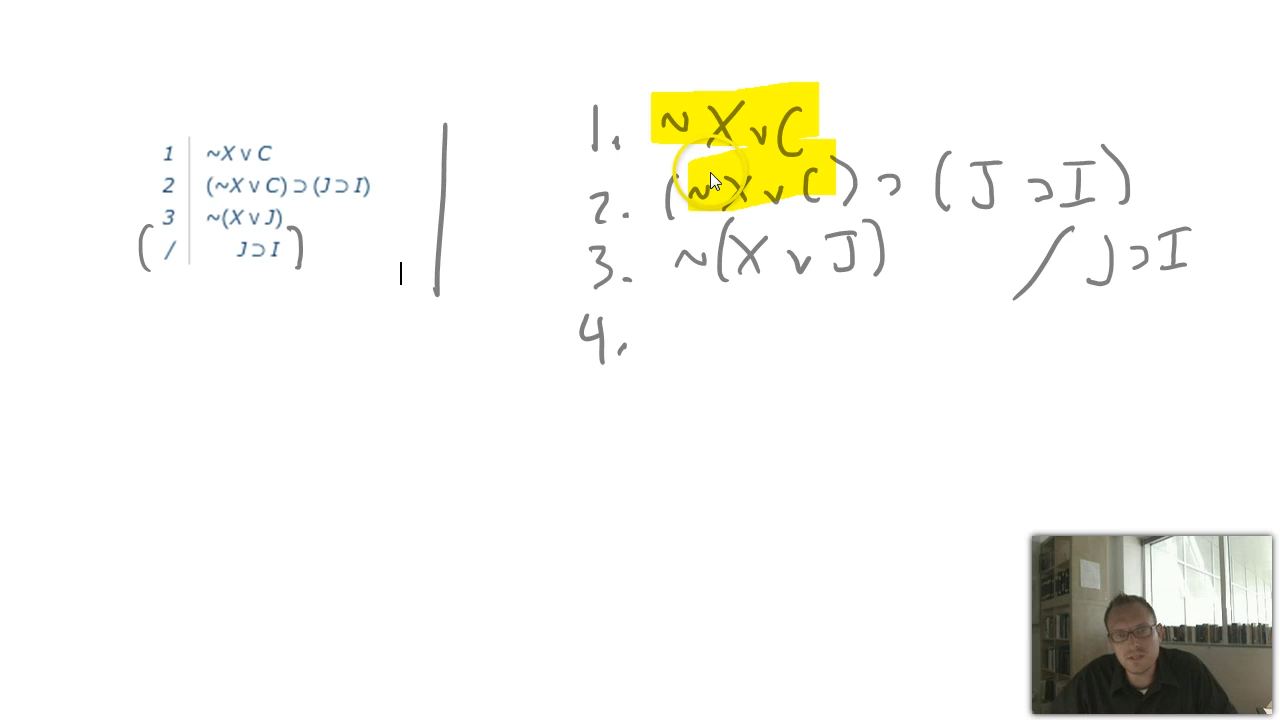 1 ~X v C
2 (~X v C) ⊃ (J ⊃ I)
3 ~(X v J)
( / J ⊃ I )
1. ~X v C
2. (~X v C) ⊃ (J ⊃ I)
3. ~(X v J) / J ⊃ I
4.